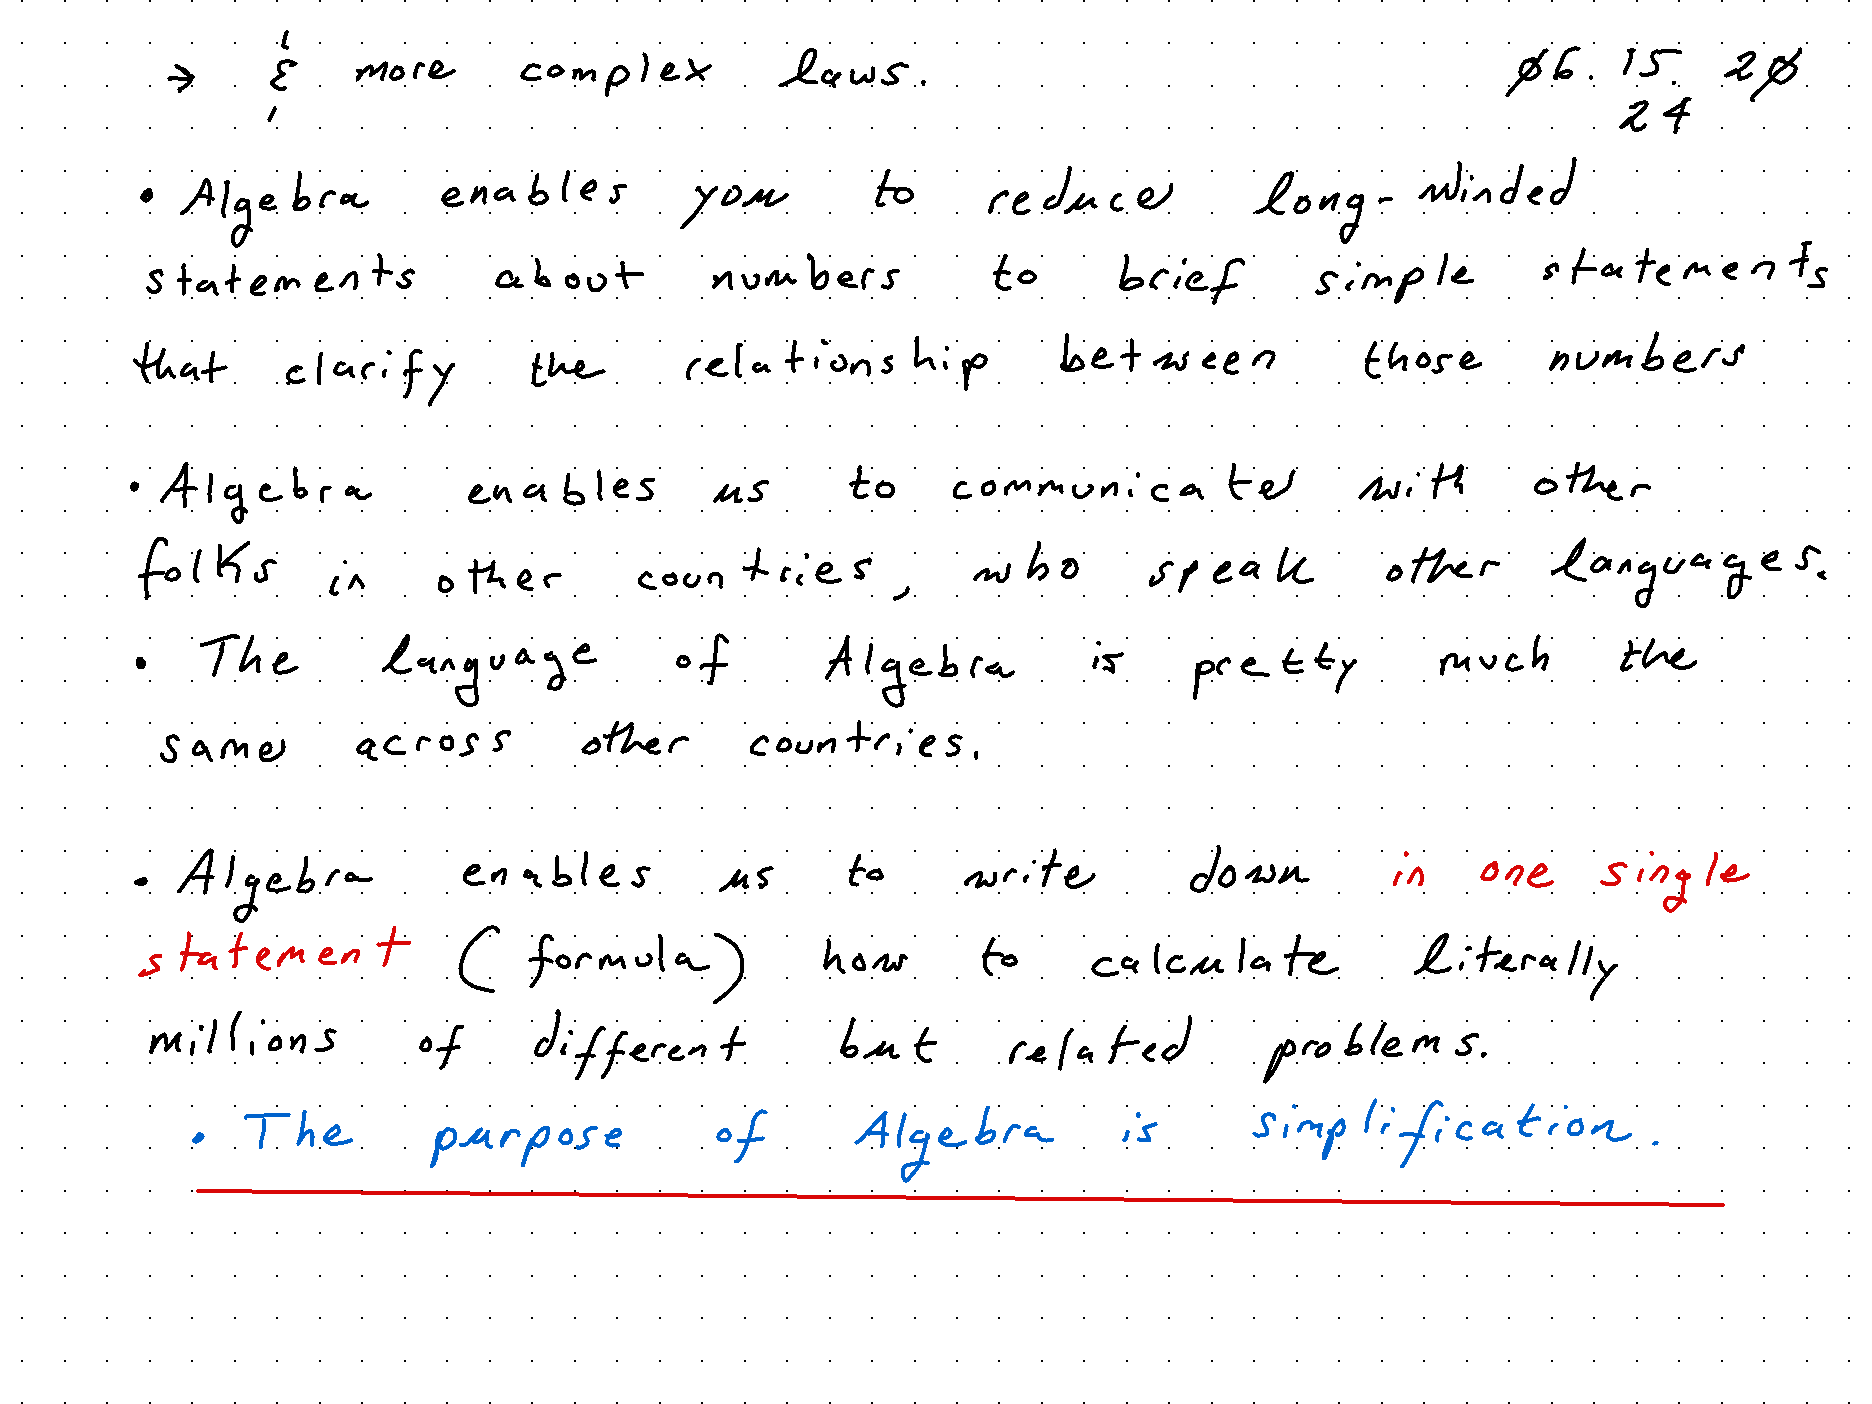 → & more complex laws. 06.15.20
24
• Algebra enables you to reduce long-winded
statements about numbers to brief simple statements
that clarify the relationship between those numbers
• Algebra enables us to communicate with other
folks in other countries, who speak other languages.
• The language of Algebra is pretty much the
same across other countries.
• Algebra enables us to write down in one single
statement (formula) how to calculate literally
millions of different but related problems.
• The purpose of Algebra is simplification.